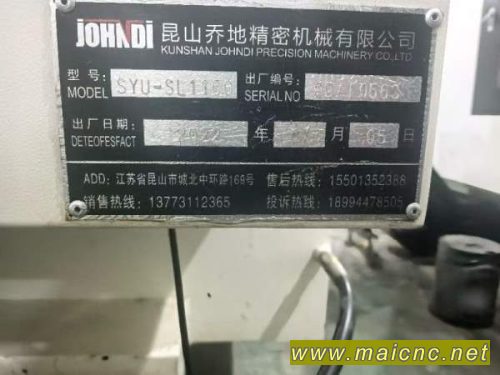 JOHNDI 昆山乔地精密机械有限公司
KUNSHAN JOHNDI PRECISION MACHINERY CO.,LTD
型号: 出厂编号:
MODEL SERIAL NO
出厂日期: 年 月 05 日
DETEOFESFACT
ADD: 江苏省昆山市城北中环路169号 售后热线: 15501352388
销售热线: 13773112365 投诉热线: 18994478505
www.maicnc.net